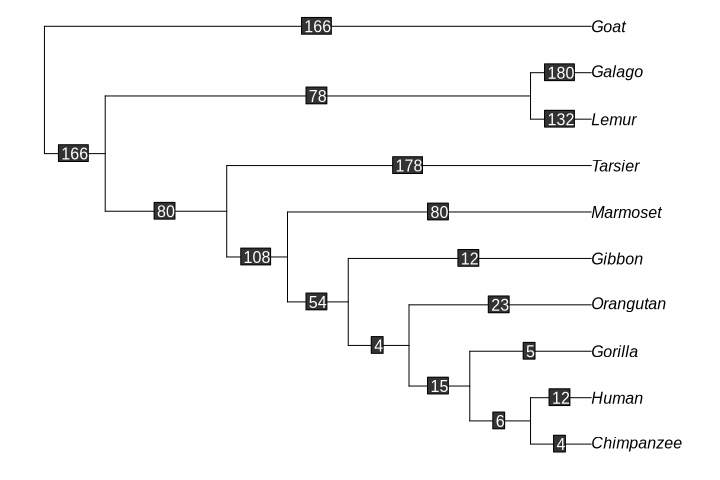 166 Goat
180 Galago
78
132 Lemur
166
178 Tarsier
80
80 Marmoset
108
12 Gibbon
54
23 Orangutan
4
5 Gorilla
15
12 Human
6
4 Chimpanzee